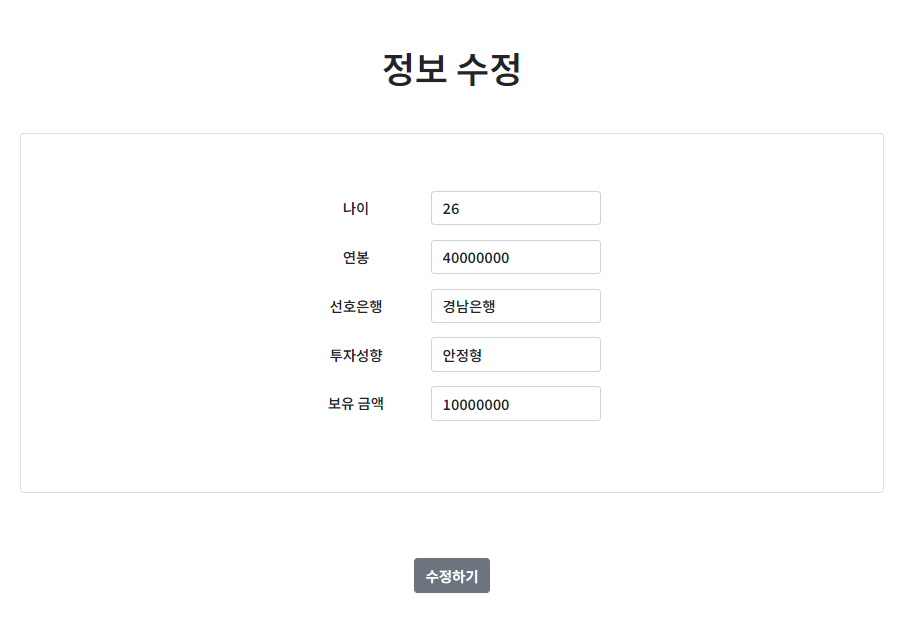 정보 수정
나이 26
연봉 40000000
선호은행 경남은행
투자성향 안정형
보유 금액 10000000
수정하기